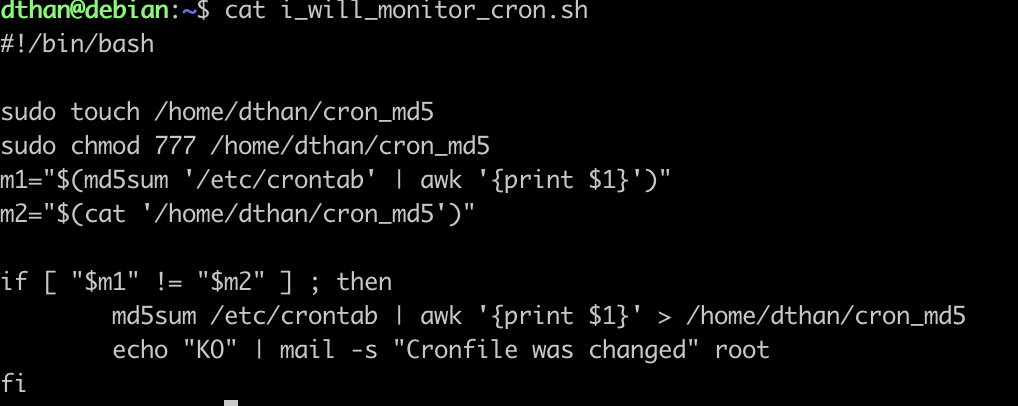 dthan@debian:~$ cat i_will_monitor_cron.sh
#!/bin/bash
sudo touch /home/dthan/cron_md5
sudo chmod 777 /home/dthan/cron_md5
m1="$(md5sum '/etc/crontab' | awk '{print $1}')"
m2="$(cat '/home/dthan/cron_md5')"
if [ "$m1" != "$m2" ] ; then
md5sum /etc/crontab | awk '{print $1}' > /home/dthan/cron_md5
echo "KO" | mail -s "Cronfile was changed" root
fi